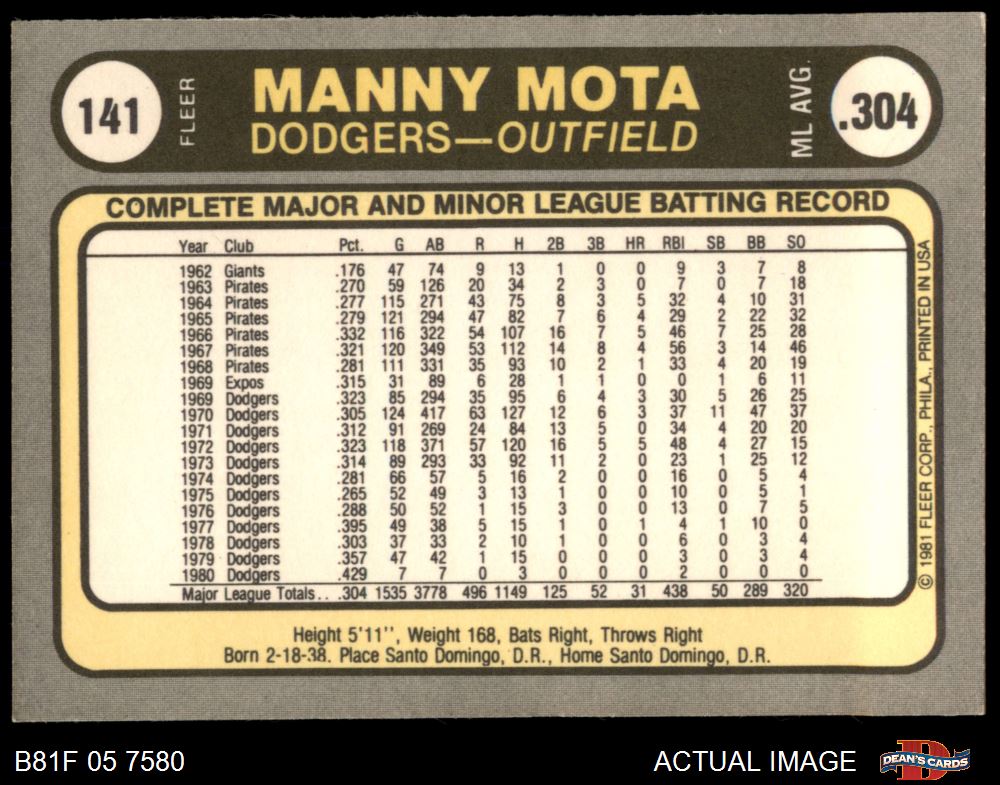 141
FLEER
MANNY MOTA
DODGERS—OUTFIELD
ML AVG.
.304
COMPLETE MAJOR AND MINOR LEAGUE BATTING RECORD
Year Club Pct. G AB R H 2B 3B HR RBI SB BB SO
1962 Giants .176 47 74 9 13 1 0 0 9 3 7 8
1963 Pirates .270 59 126 20 34 2 3 0 7 0 7 18
1964 Pirates .277 115 271 43 75 8 3 5 32 4 10 31
1965 Pirates .279 121 294 47 82 7 6 4 29 2 22 32
1966 Pirates .332 116 322 54 107 16 7 5 46 7 25 28
1967 Pirates .321 120 349 53 112 14 8 4 56 3 14 46
1968 Pirates .281 111 331 35 93 10 2 1 33 4 20 19
1969 Expos .315 31 89 6 28 1 1 0 0 1 6 11
1969 Dodgers .323 85 294 35 95 6 4 3 30 5 26 25
1970 Dodgers .305 124 417 63 127 12 6 3 37 11 47 37
1971 Dodgers .312 91 269 24 84 13 5 0 34 4 20 20
1972 Dodgers .323 118 371 57 120 16 5 5 48 4 27 15
1973 Dodgers .314 89 293 33 92 11 2 0 23 1 25 12
1974 Dodgers .281 66 57 5 16 2 0 0 16 0 5 4
1975 Dodgers .265 52 49 3 13 1 0 0 10 0 5 1
1976 Dodgers .288 50 52 1 15 3 0 0 13 0 7 5
1977 Dodgers .395 49 38 5 15 1 0 1 4 1 10 0
1978 Dodgers .303 37 33 2 10 1 0 0 6 0 3 4
1979 Dodgers .357 47 42 1 15 0 0 0 3 0 3 4
1980 Dodgers .429 7 7 0 3 0 0 0 2 0 0 0
Major League Totals.. .304 1535 3778 496 1149 125 52 31 438 50 289 320
© 1981 FLEER CORP., PHILA., PRINTED IN USA
Height 5'11'', Weight 168, Bats Right, Throws Right
Born 2-18-38. Place Santo Domingo, D.R., Home Santo Domingo, D.R.
B81F 05 7580
ACTUAL IMAGE
D
DEAN'S CARDS